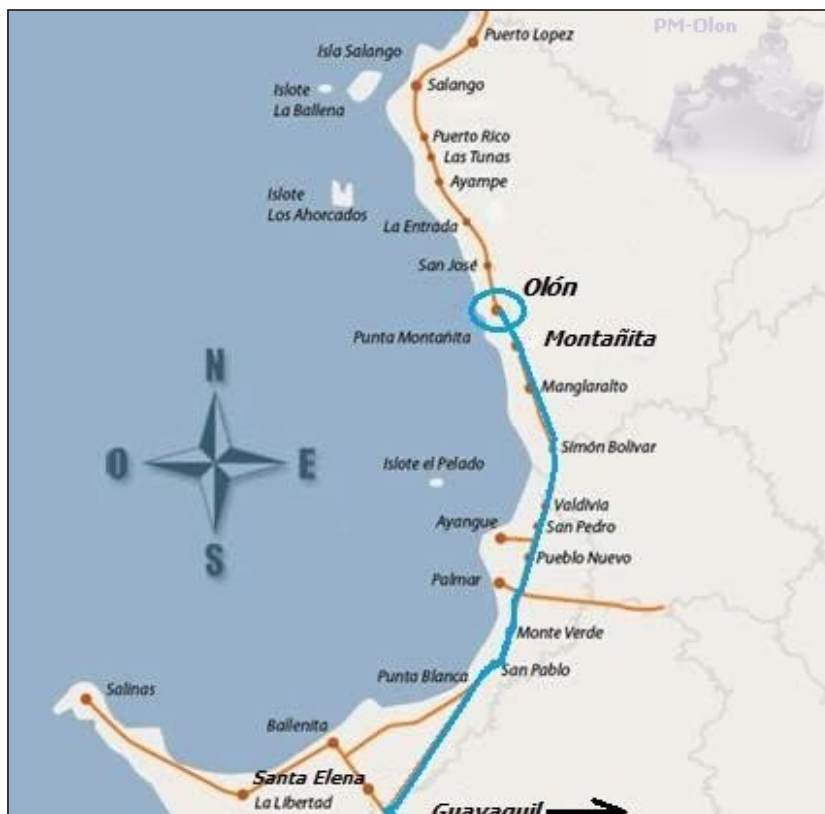 PM-Olon
Puerto Lopez
Isla Salango
Salango
Islote
La Ballena
Puerto Rico
Las Tunas
Ayampe
Islote
Los Ahorcados
La Entrada
San José
Olón
Punta Montañita
Montañita
N
Manglaralto
Simón Bolivar
O
E
Islote el Pelado
Valdivia
Ayangue
San Pedro
S
Pueblo Nuevo
Palmar
Monte Verde
Punta Blanca
San Pablo
Salinas
Ballenita
Santa Elena
La Libertad
Guayaquil